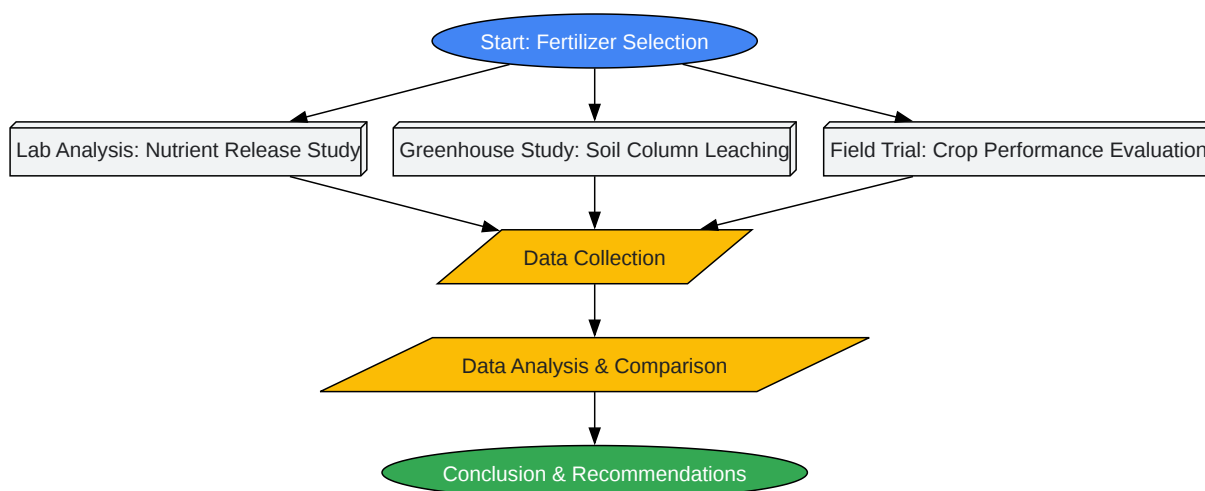 Start: Fertilizer Selection
Lab Analysis: Nutrient Release Study
Greenhouse Study: Soil Column Leaching
Field Trial: Crop Performance Evaluation
Data Collection
Data Analysis & Comparison
Conclusion & Recommendations